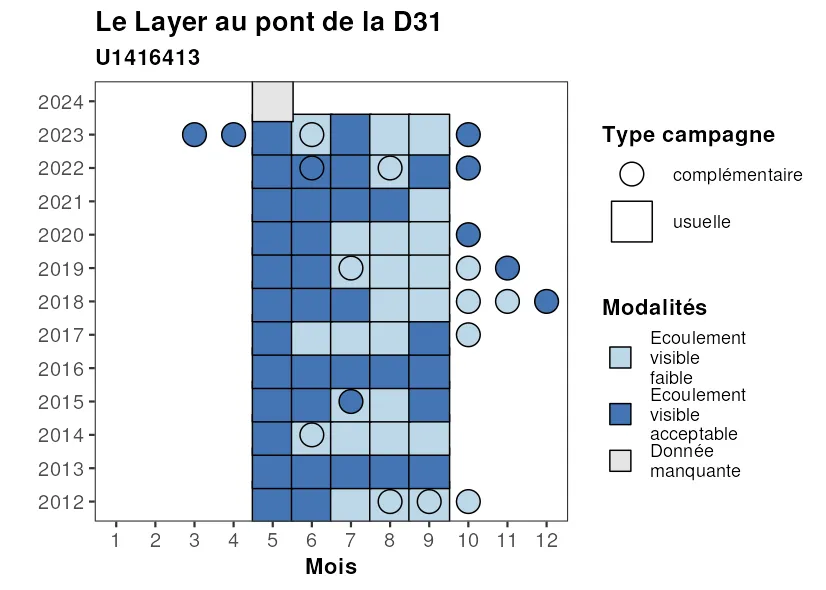 Le Layer au pont de la D31
U1416413
2024
2023
2022
2021
2020
2019
2018
2017
2016
2015
2014
2013
2012
1 2 3 4 5 6 7 8 9 10 11 12
Mois
Type campagne
complémentaire
usuelle
Modalités
Ecoulement
visible
faible
Ecoulement
visible
acceptable
Donnée
manquante